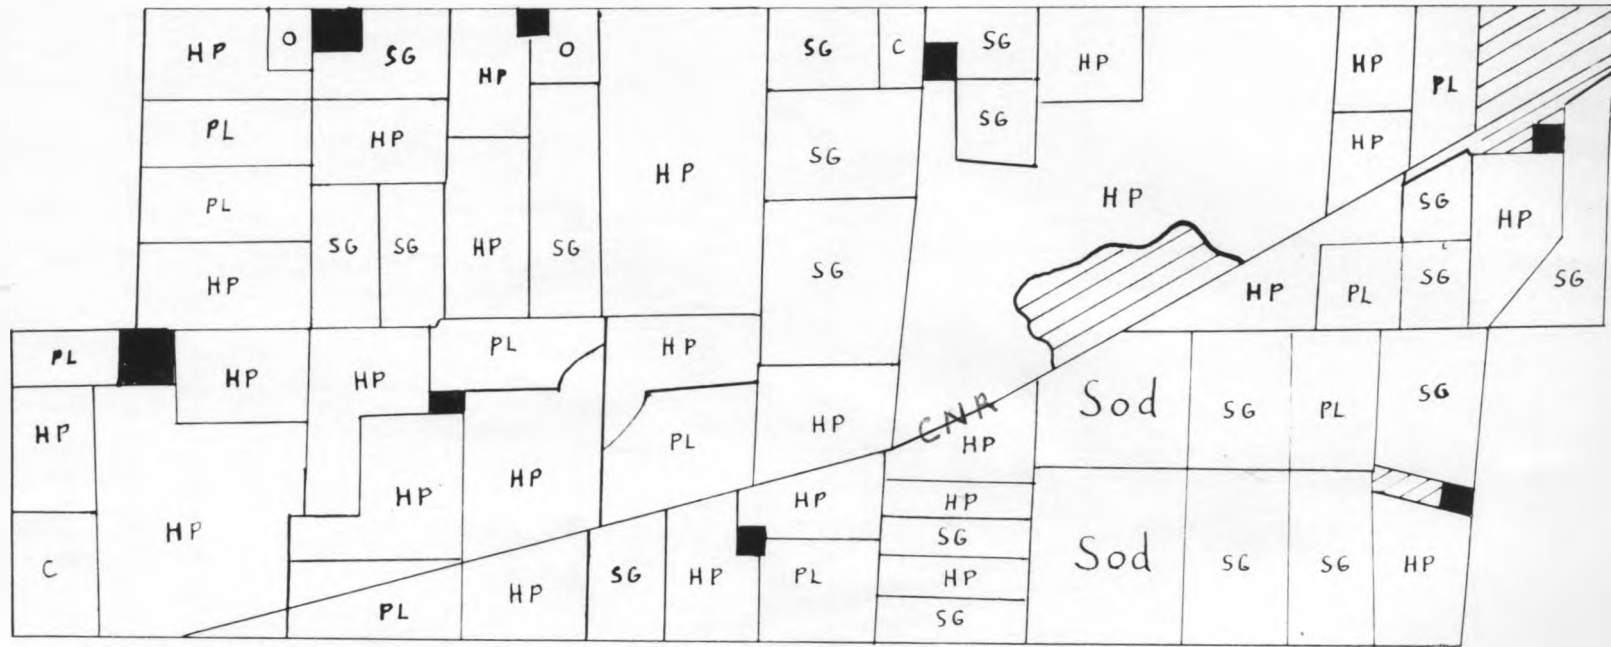 HP O SG HP O SG C SG HP HP PL
PL HP HP SG SG HP
PL SG SG HP SG HP SG HP SG HP
HP HP PL SG SG
PL HP HP PL HP HP CNR HP Sod SG PL SG
HP PL
HP HP HP HP HP
C HP SG HP PL SG HP Sod SG SG HP
PL HP SG